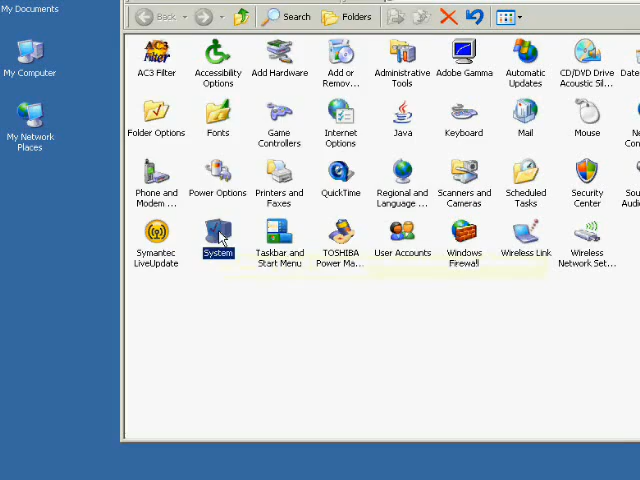 My Documents
Back
Search
Folders
My Computer
My Network
Places
AC3 Filter
Accessibility
Options
Add Hardware
Add or
Remov...
Administrative
Tools
Adobe Gamma
Automatic
Updates
CD/DVD Drive
Acoustic Sil...
Folder Options
Fonts
Game
Controllers
Internet
Options
Java
Keyboard
Mail
Mouse
Phone and
Modem ...
Power Options
Printers and
Faxes
QuickTime
Regional and
Language ...
Scanners and
Cameras
Scheduled
Tasks
Security
Center
Symantec
LiveUpdate
System
Taskbar and
Start Menu
TOSHIBA
Power Ma...
User Accounts
Windows
Firewall
Wireless Link
Wireless
Network Set...